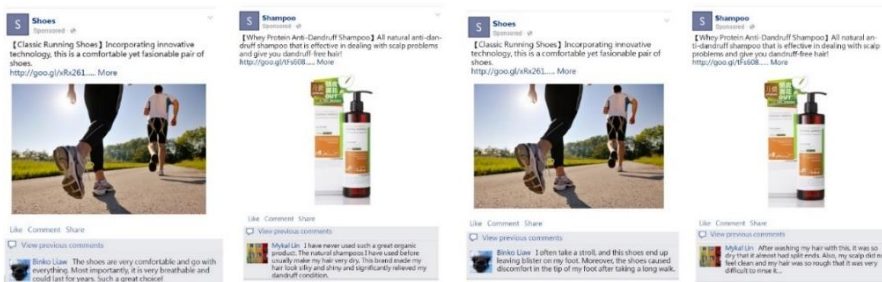 S Shoes
Sponsored
【Classic Running Shoes】Incorporating innovative
technology, this is a comfortable yet fasionable pair of
shoes.
http://goo.gl/xRx261..... More
Like Comment Share
View previous comments
Binko Liaw The shoes are very comfortable and go with
everything. Most importantly, it is very breathable and
could last for years. Such a great choice!
S Shampoo
Sponsored
【Whey Protein Anti-Dandruff Shampoo】All natural anti-dan-
druff shampoo that is effective in dealing with scalp problems
and give you dandruff-free hair!
http://goo.gl/tFs608..... More
Like Comment Share
View previous comments
Mykal Lin I have never used such a great organic
product. The natural shampoos I have used before
usually make my hair very dry. This brand made my
hair look silky and shiny and significantly relieved my
dandruff condition.
S Shoes
Sponsored
【Classic Running Shoes】Incorporating innovative
technology, this is a comfortable yet fasionable pair of
shoes.
http://goo.gl/xRx261..... More
Like Comment Share
View previous comments
Binko Liaw I often take a stroll, and this shoes end up
leaving blister on my foot. Moreover, the shoes caused
discomfort in the tip of my foot after taking a long walk.
S Shampoo
Sponsored
【Whey Protein Anti-Dandruff Shampoo】All natural an-
ti-dandruff shampoo that is effective in dealing with scalp
problems and give you dandruff-free hair!
http://goo.gl/tFs608..... More
Like Comment Share
View previous comments
Mykal Lin After washing my hair with this, it was so
dry that it almost had split ends. Also, my scalp did not
feel clean and my hair was so rough that it was very
difficult to rinse it...